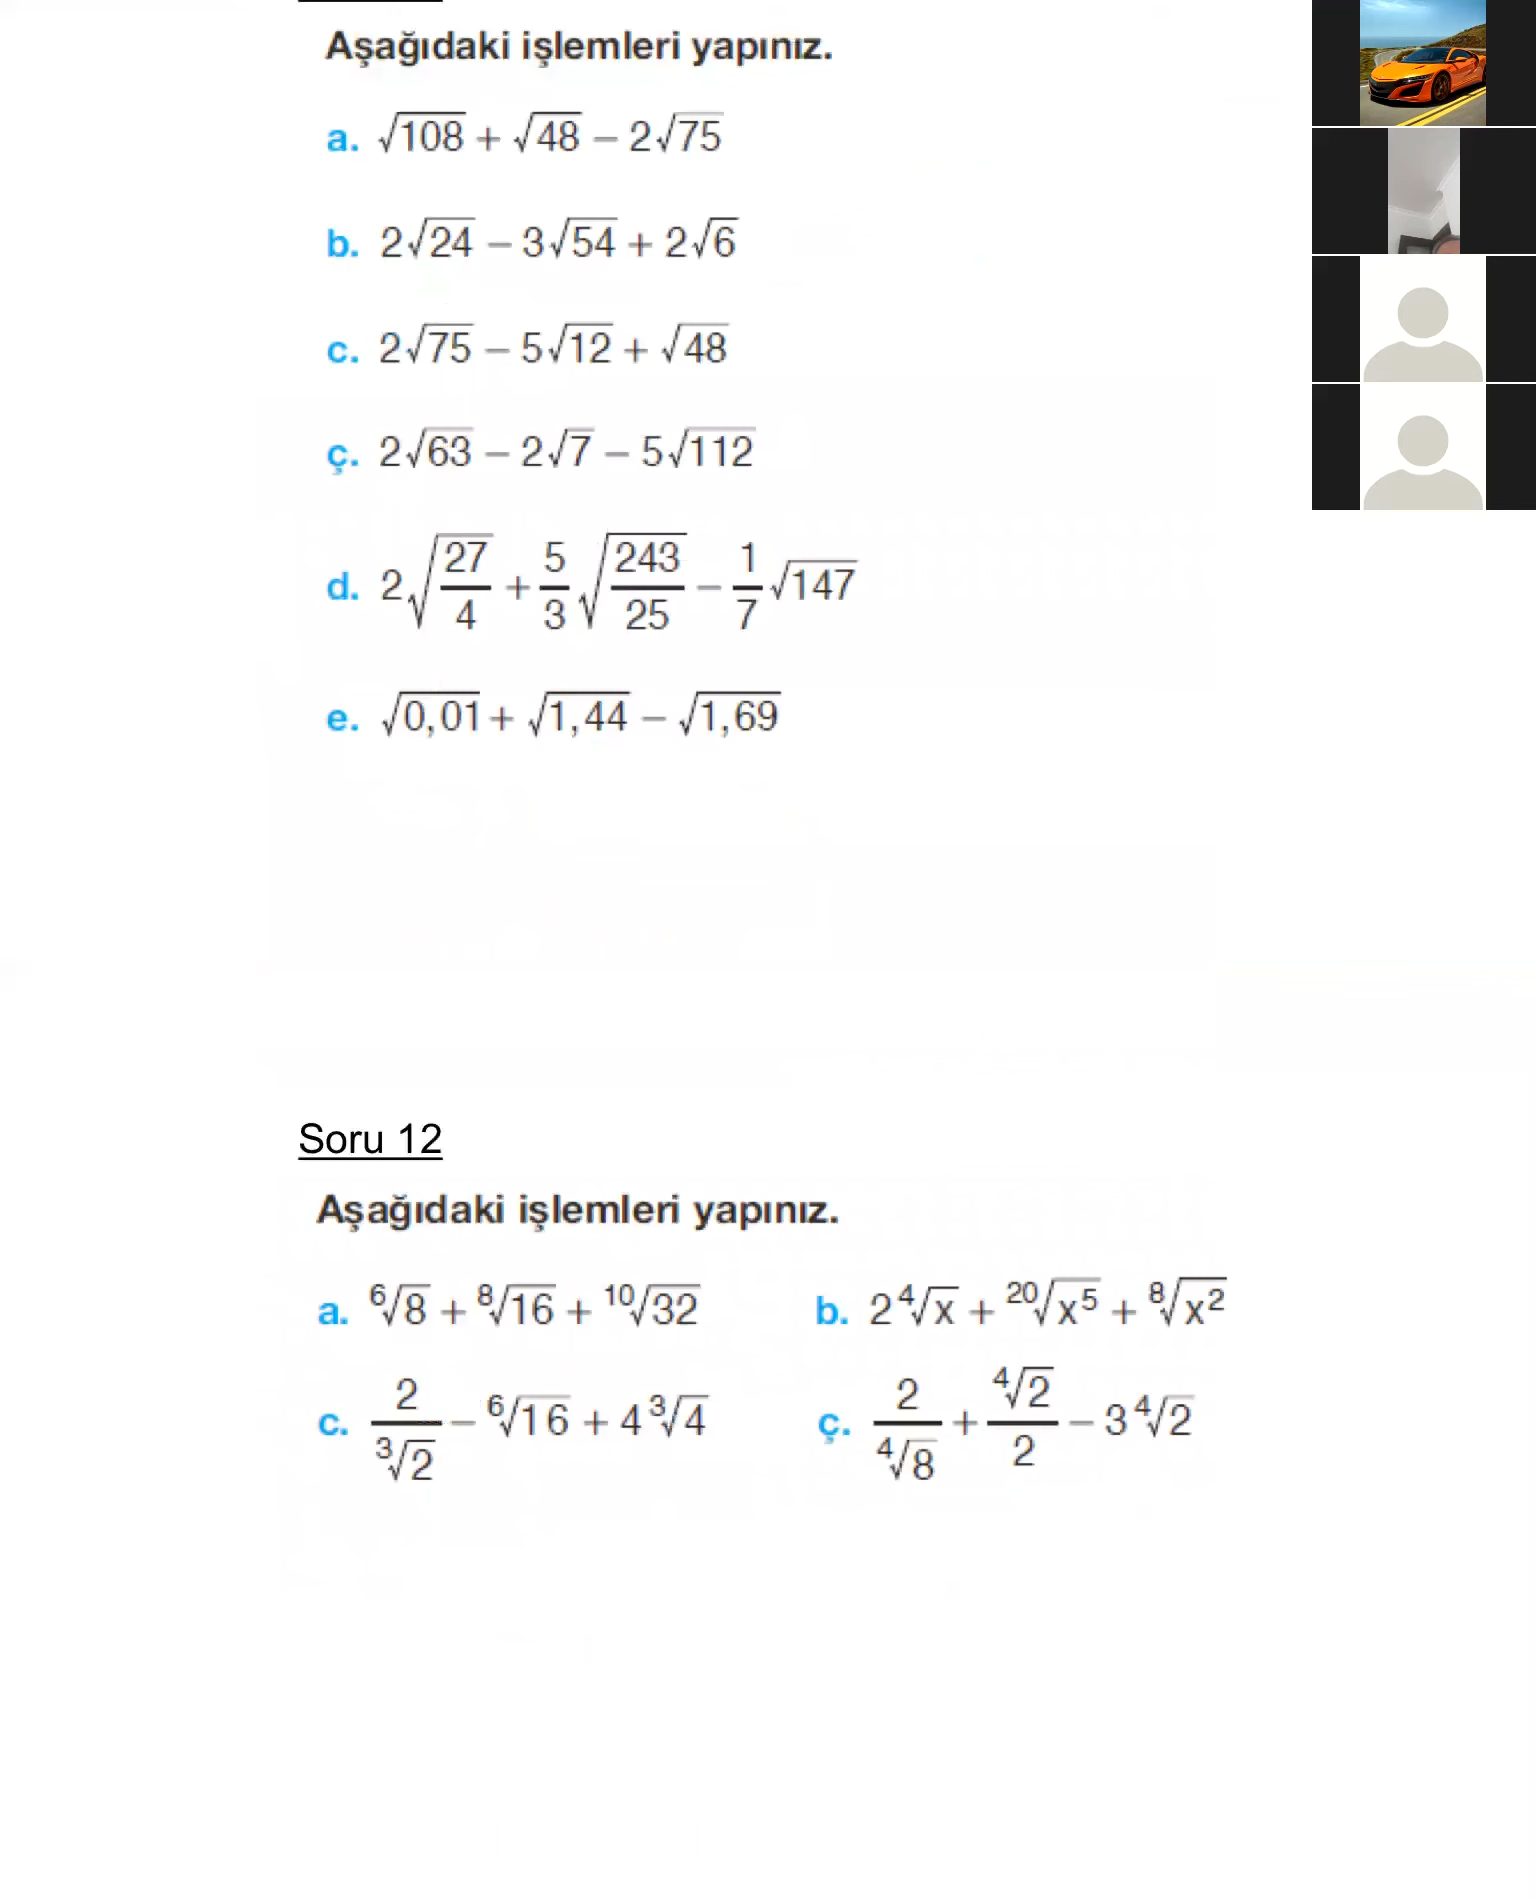 Aşağıdaki işlemleri yapınız.
a. √108 + √48 – 2√75
b. 2√24 – 3√54 + 2√6
c. 2√75 – 5√12 + √48
ç. 2√63 – 2√7 – 5√112
d. 2√(27/4) + 5/3 √(243/25) – 1/7 √147
e. √0,01 + √1,44 – √1,69
Soru 12
Aşağıdaki işlemleri yapınız.
a. ⁶√8 + ⁸√16 + ¹⁰√32 b. 2⁴√x + ²⁰√x⁵ + ⁸√x²
c. 2/³√2 – ⁶√16 + 4³√4 ç. 2/⁴√8 + ⁴√2/2 – 3⁴√2